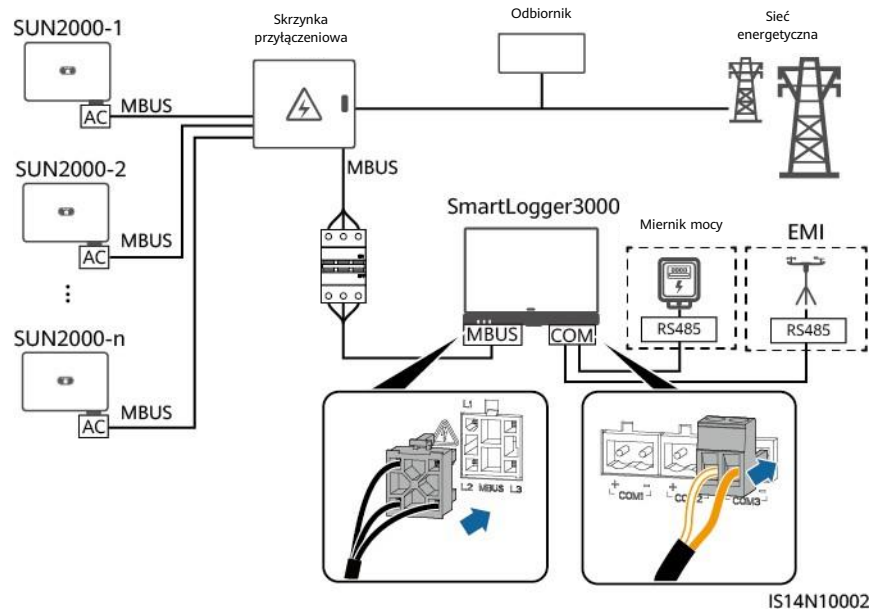 SUN2000-1
AC
MBUS
SUN2000-2
AC
MBUS
SUN2000-n
AC
MBUS
Skrzynka
przyłączeniowa
MBUS
Odbiornik
Sieć
energetyczna
SmartLogger3000
MBUS
COM
Miernik mocy
RS485
EMI
RS485
L1
L2 MBUS L3
+ - + -
COM1 COM2 COM3
IS14N10002